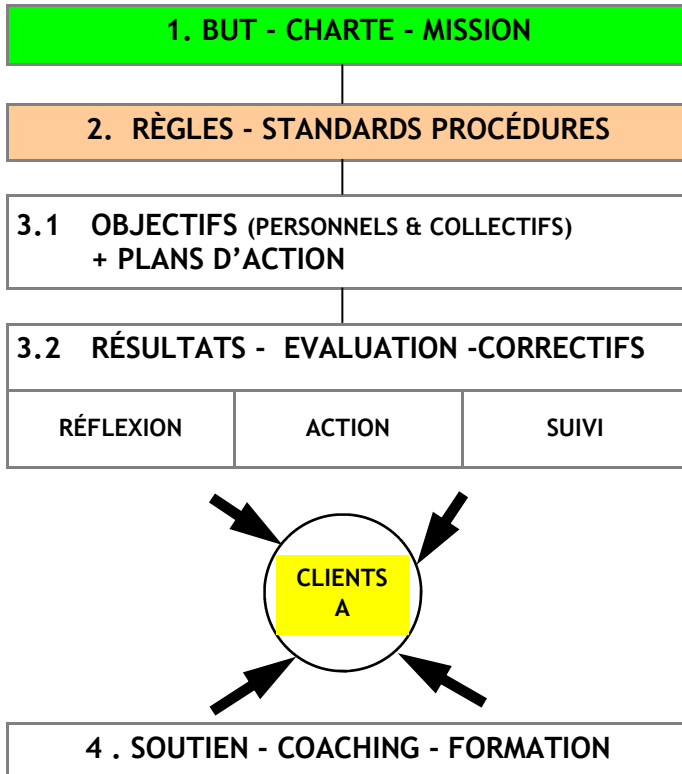 1. BUT - CHARTE - MISSION
2. RÈGLES - STANDARDS PROCÉDURES
3.1 OBJECTIFS (PERSONNELS & COLLECTIFS)
+ PLANS D'ACTION
3.2 RÉSULTATS - EVALUATION -CORRECTIFS
RÉFLEXION ACTION SUIVI
CLIENTS
A
4 . SOUTIEN - COACHING - FORMATION